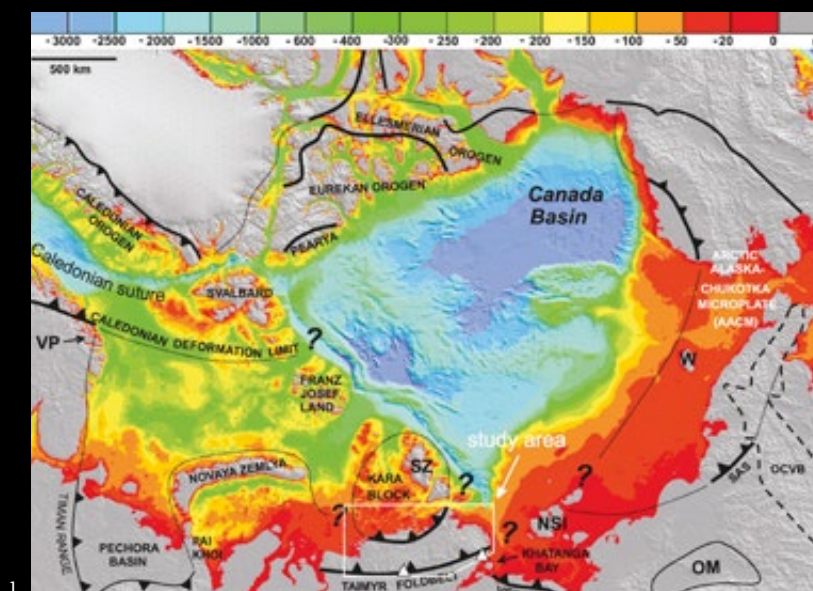 -3000 -2500 -2000 -1500 -1000 -600 -400 -300 -250 -200 -150 -100 -50 -20 0
500 km
ELLESMERIAN
OROGEN
EUREKAN OROGEN
PEARYA
Canada
Basin
CALEDONIAN
OROGEN
Caledonian suture
SVALBARD
ARCTIC
ALASKA-
CHUKOTKA
MICROPLATE
(AACM)
CALEDONIAN DEFORMATION LIMIT
?
VP
W
FRANZ
JOSEF
LAND
study area
NOVAYA ZEMLYA
KARA
BLOCK
SZ
?
?
SAS
OCVB
?
?
NSI
TIMAN RANGE
PECHORA
BASIN
PAI
KHOI
KHATANGA
BAY
TAIMYR FOLDBELT
OM
1